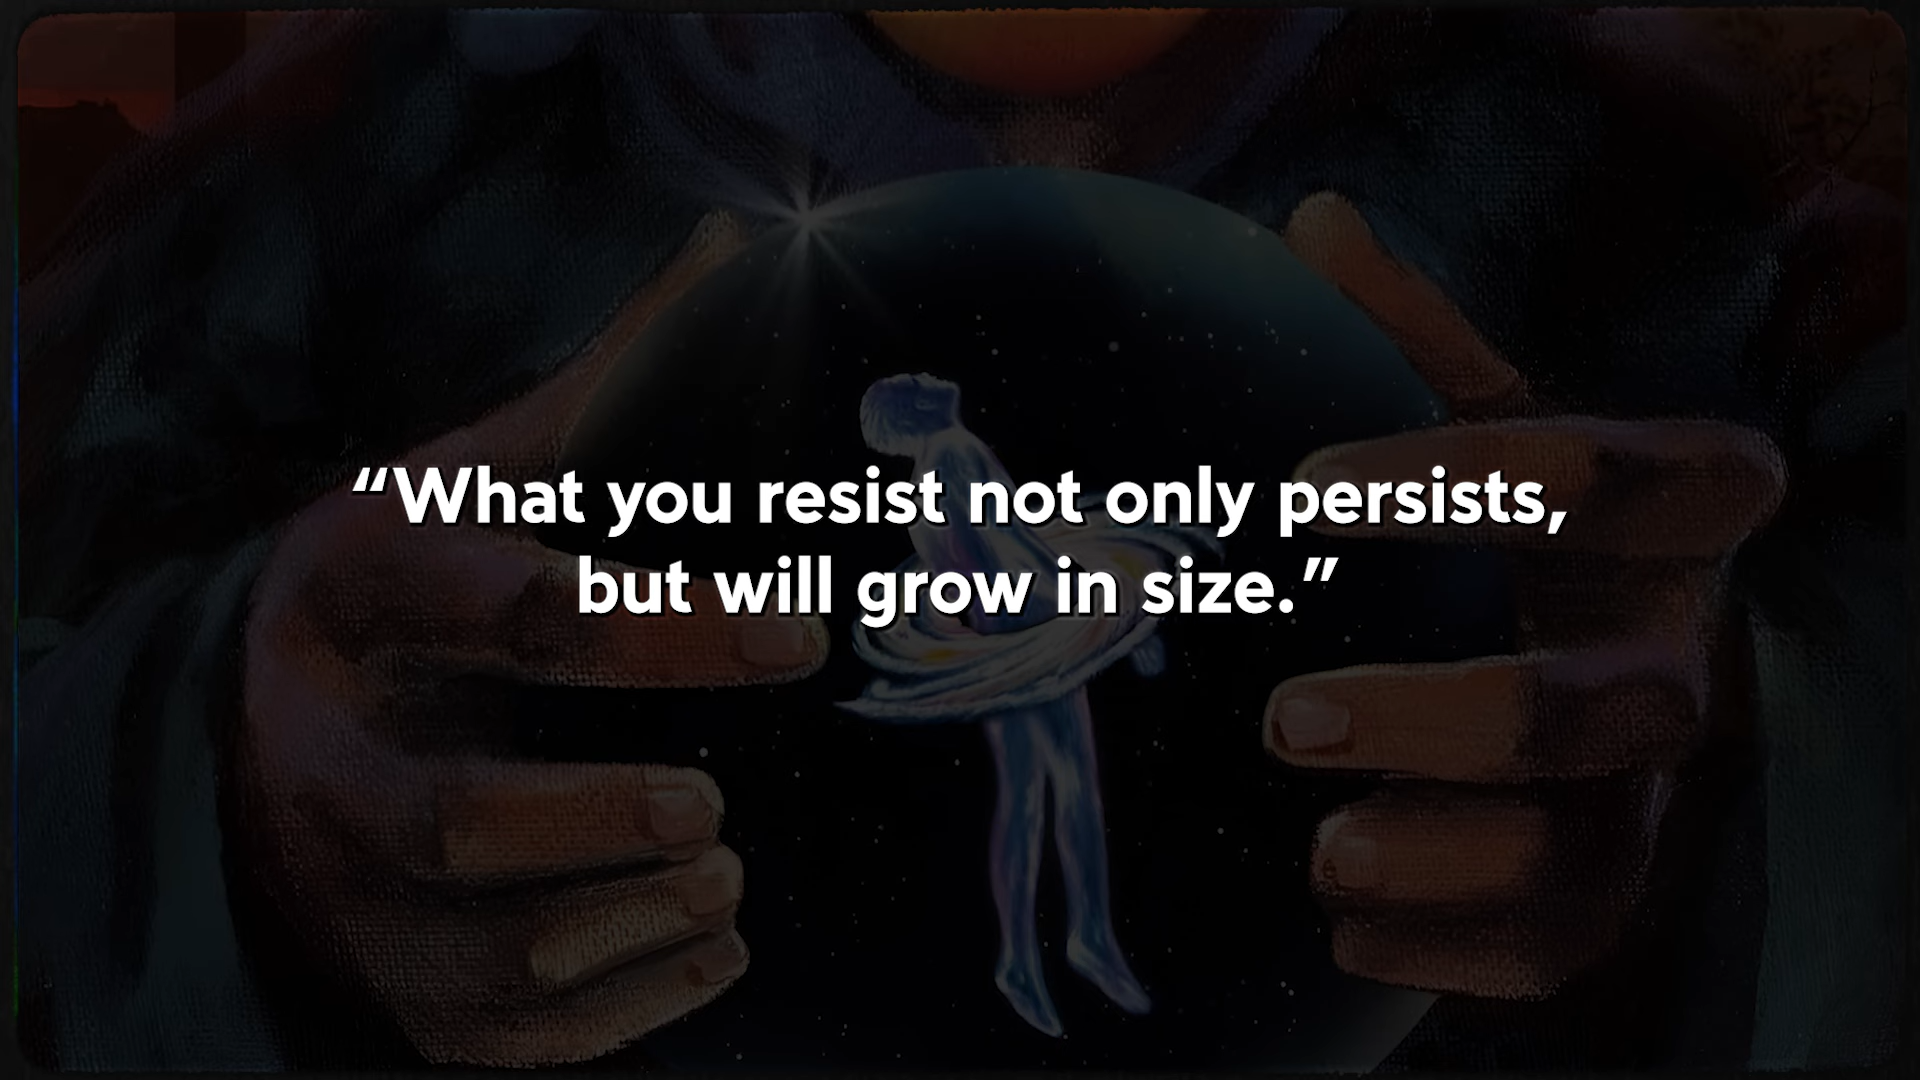 “What you resist not only persists,
but will grow in size.”